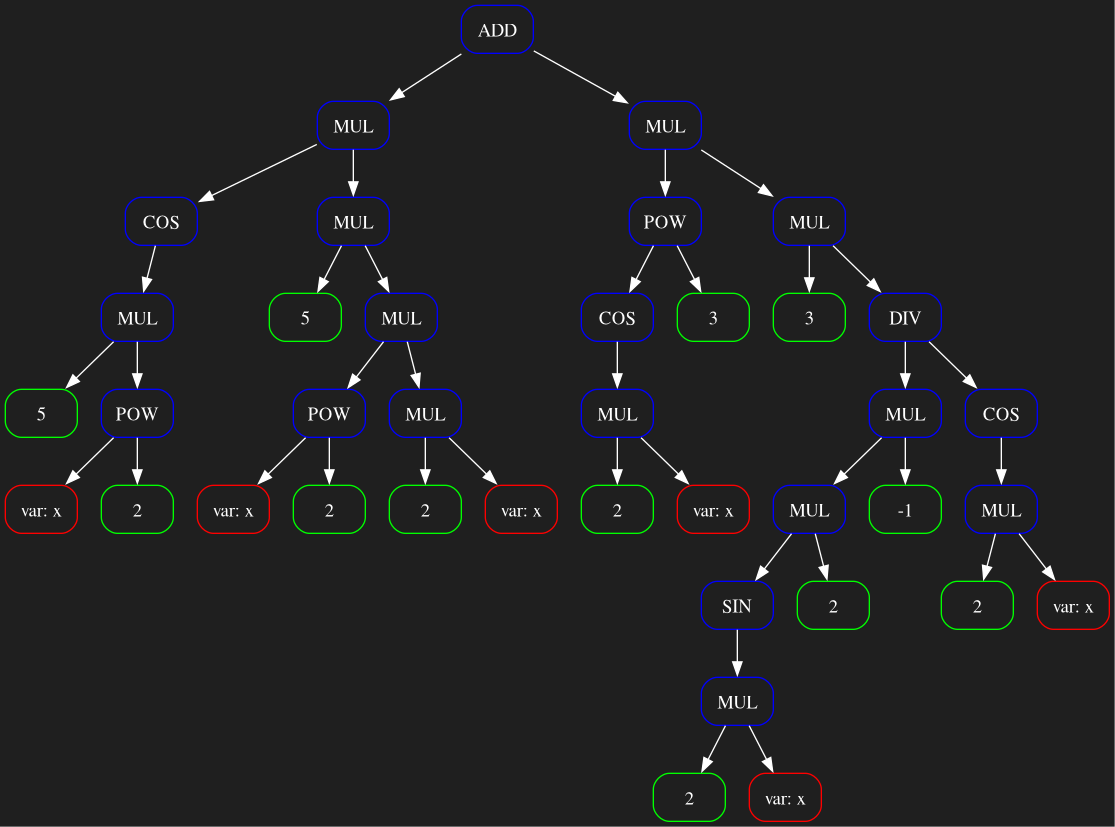 ADD
MUL MUL
COS MUL POW MUL
MUL 5 MUL COS 3 3 DIV
5 POW POW MUL MUL MUL COS
var: x 2 var: x 2 2 var: x 2 var: x MUL -1 MUL
SIN 2 2 var: x
MUL
2 var: x